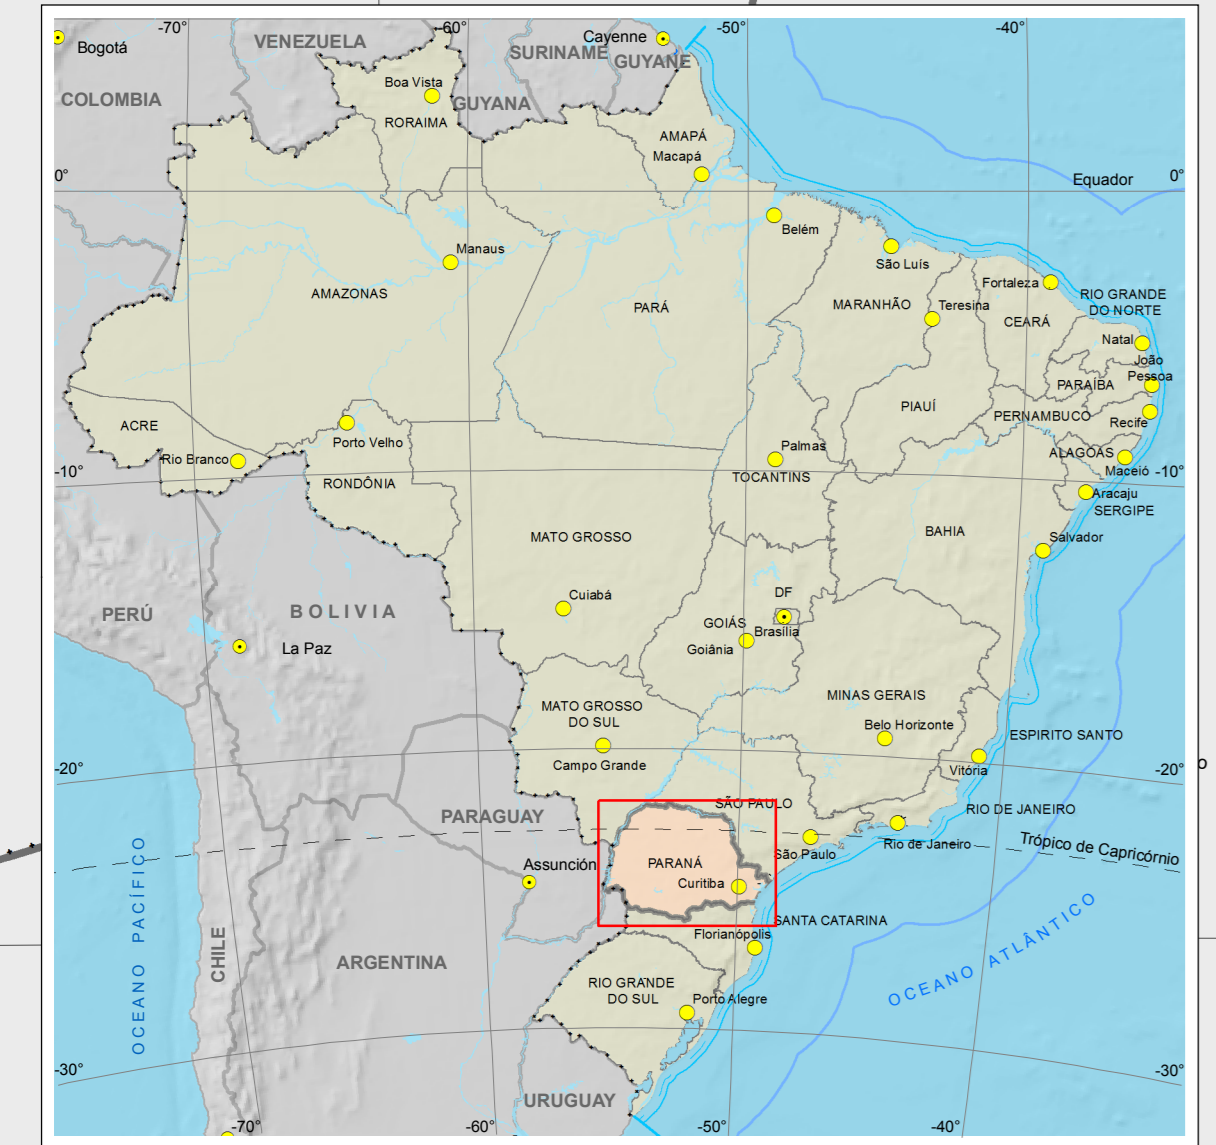 -70°
-60°
-50°
-40°
Bogotá
VENEZUELA
Cayenne
SURINAME
GUYANE
COLOMBIA
Boa Vista
GUYANA
RORAIMA
AMAPÁ
Macapá
0°
Equador
0°
Belém
Manaus
São Luís
Fortaleza
AMAZONAS
PARÁ
MARANHÃO
Teresina
RIO GRANDE
DO NORTE
CEARÁ
Natal
João
Pessoa
PARAÍBA
PIAUÍ
PERNAMBUCO
Recife
ACRE
Porto Velho
Palmas
ALAGOAS
Rio Branco
Maceió
-10°
TOCANTINS
-10°
RONDÔNIA
Aracaju
SERGIPE
MATO GROSSO
BAHIA
Salvador
Cuiabá
DF
PERÚ
BOLIVIA
GOIÁS
Brasília
La Paz
Goiânia
MINAS GERAIS
MATO GROSSO
DO SUL
Belo Horizonte
ESPIRITO SANTO
Campo Grande
Vitória
-20°
-20°
o
SÃO PAULO
RIO DE JANEIRO
PARAGUAY
Rio de Janeiro
Trópico de Capricórnio
São Paulo
Assunción
PARANÁ
Curitiba
OCEANO PACÍFICO
SANTA CATARINA
Florianópolis
OCEANO ATLÂNTICO
CHILE
ARGENTINA
RIO GRANDE
DO SUL
Porto Alegre
-30°
-30°
URUGUAY
-70°
-60°
-50°
-40°